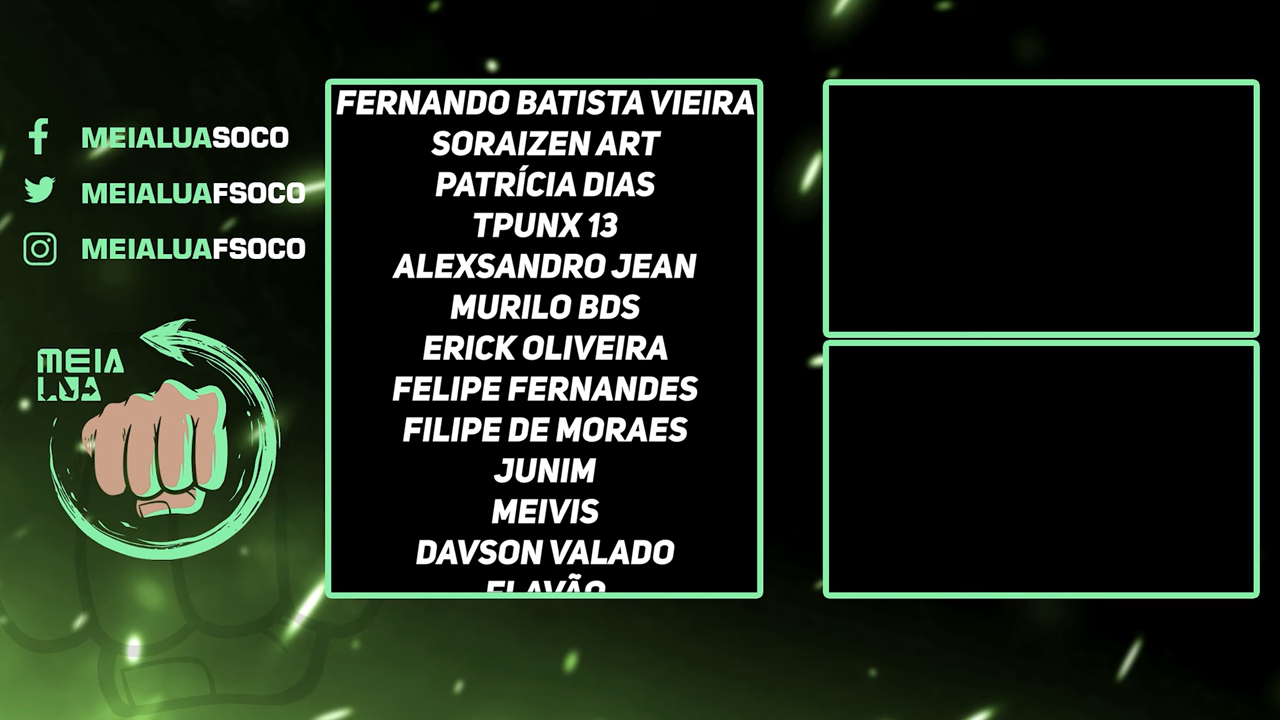 MEIALUASOCO
MEIALUAFSOCO
MEIALUAFSOCO
MEIA
LUA
FERNANDO BATISTA VIEIRA
SORAIZEN ART
PATRÍCIA DIAS
TPUNX 13
ALEXSANDRO JEAN
MURILO BDS
ERICK OLIVEIRA
FELIPE FERNANDES
FILIPE DE MORAES
JUNIM
MEIVIS
DAVSON VALADO
FLAVÃO